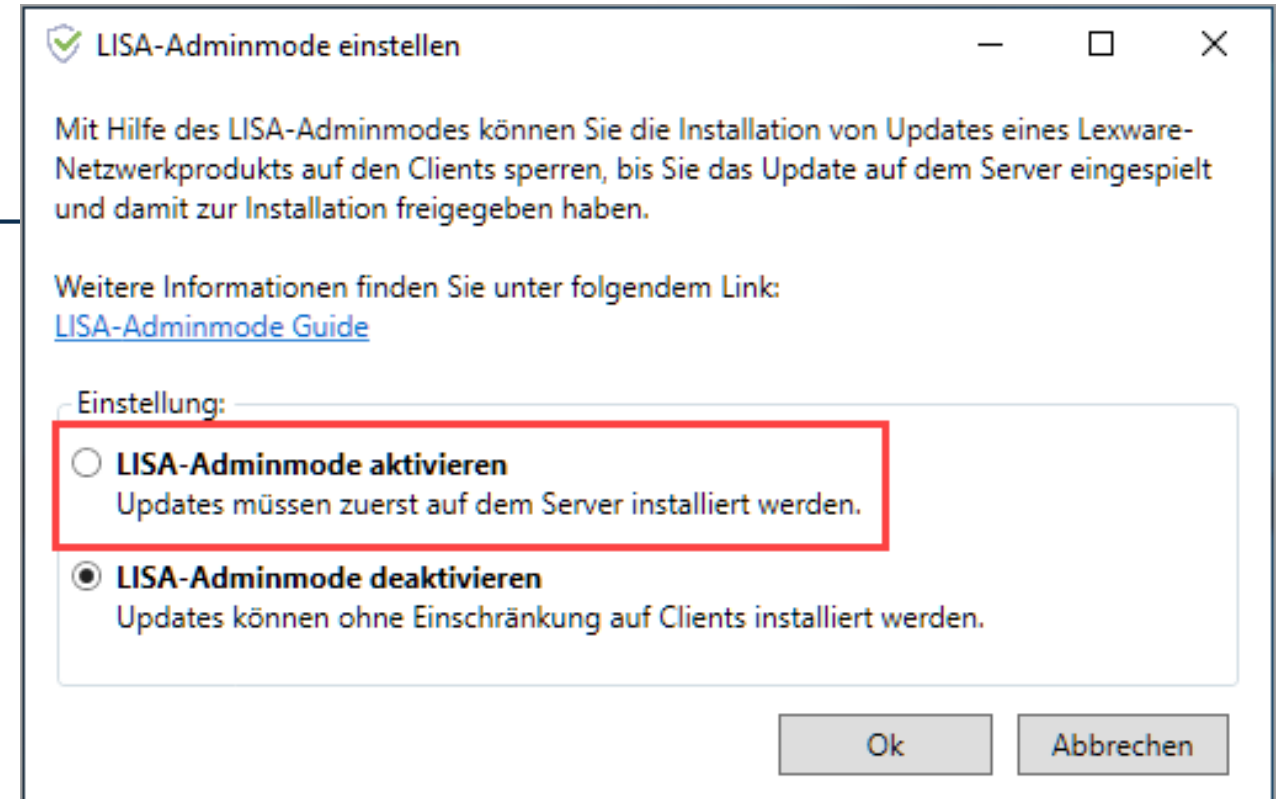 LISA-Adminmode einstellen
Mit Hilfe des LISA-Adminmodes können Sie die Installation von Updates eines Lexware-
Netzwerkprodukts auf den Clients sperren, bis Sie das Update auf dem Server eingespielt
und damit zur Installation freigegeben haben.
Weitere Informationen finden Sie unter folgendem Link:
LISA-Adminmode Guide
Einstellung:
LISA-Adminmode aktivieren
Updates müssen zuerst auf dem Server installiert werden.
LISA-Adminmode deaktivieren
Updates können ohne Einschränkung auf Clients installiert werden.
Ok
Abbrechen